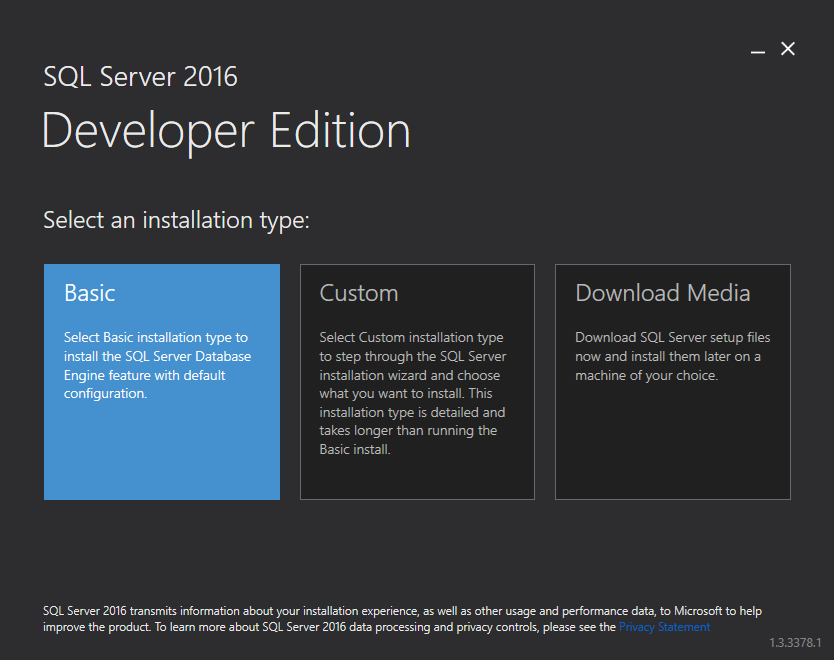 SQL Server 2016
Developer Edition
Select an installation type:
Basic
Select Basic installation type to
install the SQL Server Database
Engine feature with default
configuration.
Custom
Select Custom installation type
to step through the SQL Server
installation wizard and choose
what you want to install. This
installation type is detailed and
takes longer than running the
Basic install.
Download Media
Download SQL Server setup files
now and install them later on a
machine of your choice.
SQL Server 2016 transmits information about your installation experience, as well as other usage and performance data, to Microsoft to help
improve the product. To learn more about SQL Server 2016 data processing and privacy controls, please see the Privacy Statement
1.3.3378.1